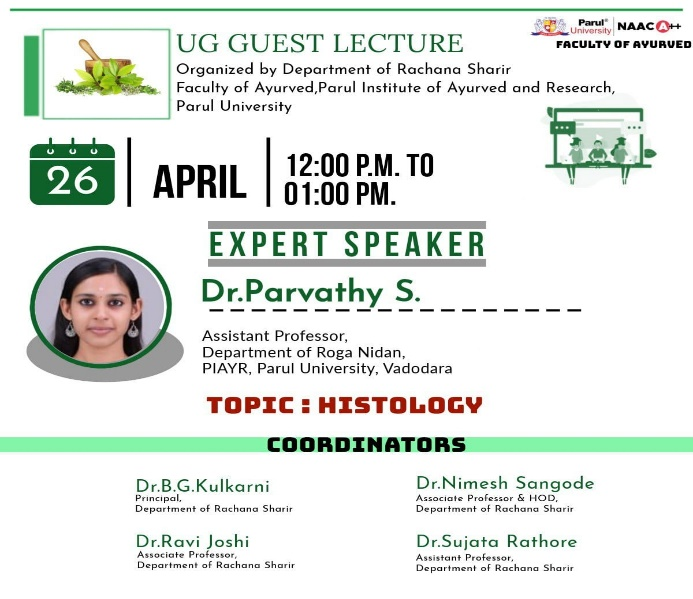 Parul®
University
NAAC A++
FACULTY OF AYURVED
UG GUEST LECTURE
Organized by Department of Rachana Sharir
Faculty of Ayurved,Parul Institute of Ayurved and Research,
Parul University
26
APRIL
12:00 P.M. TO
01:00 PM.
EXPERT SPEAKER
Dr.Parvathy S.
Assistant Professor,
Department of Roga Nidan,
PIAYR, Parul University, Vadodara
TOPIC : HISTOLOGY
COORDINATORS
Dr.B.G.Kulkarni
Principal,
Department of Rachana Sharir
Dr.Nimesh Sangode
Associate Professor & HOD,
Department of Rachana Sharir
Dr.Ravi Joshi
Associate Professor,
Department of Rachana Sharir
Dr.Sujata Rathore
Assistant Professor,
Department of Rachana Sharir